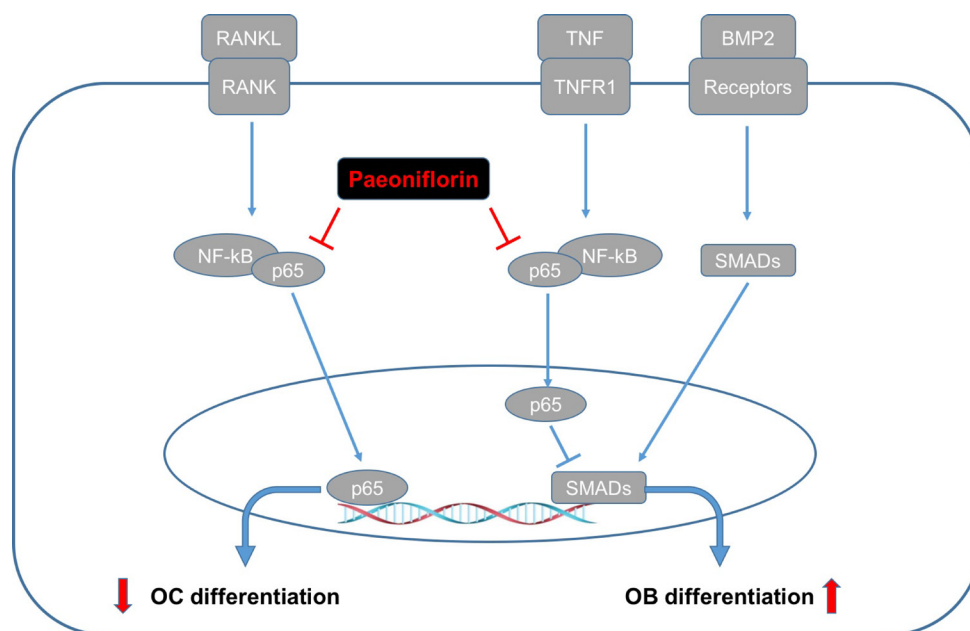 RANKL
TNF
BMP2
RANK
TNFR1
Receptors
Paeoniflorin
NF-kB
p65
p65
NF-kB
SMADs
p65
p65
SMADs
OC differentiation
OB differentiation